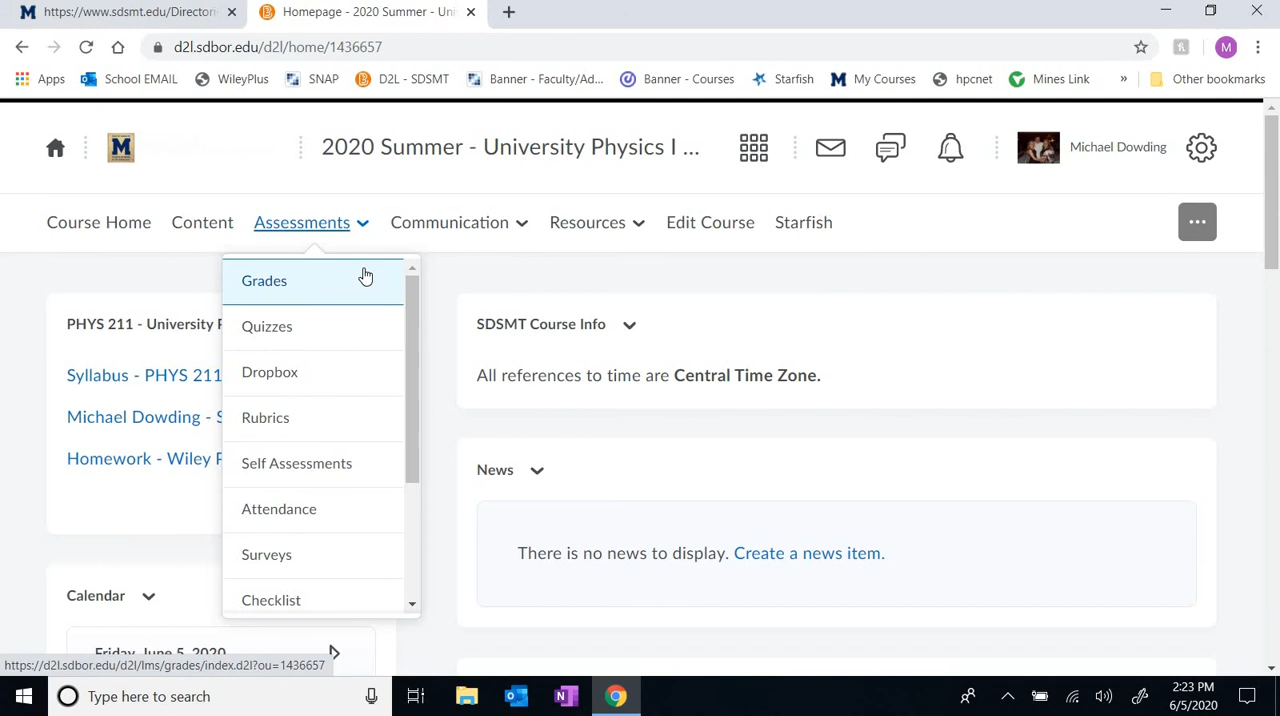 https://www.sdsmt.edu/Directori
Homepage - 2020 Summer - Uni
d2l.sdbor.edu/d2l/home/1436657
M
Apps
School EMAIL
WileyPlus
SNAP
D2L - SDSMT
Banner - Faculty/Ad...
Banner - Courses
Starfish
My Courses
hpcnet
Mines Link
»
Other bookmarks
M
2020 Summer - University Physics I ...
Michael Dowding
Course Home
Content
Assessments
Communication
Resources
Edit Course
Starfish
Grades
Quizzes
Dropbox
Rubrics
Self Assessments
Attendance
Surveys
Checklist
PHYS 211 - University P
Syllabus - PHYS 211
Michael Dowding - S
Homework - Wiley P
Calendar
Friday, June 5, 2020
SDSMT Course Info
All references to time are Central Time Zone.
News
There is no news to display. Create a news item.
https://d2l.sdbor.edu/d2l/lms/grades/index.d2l?ou=1436657
Type here to search
2:23 PM
6/5/2020